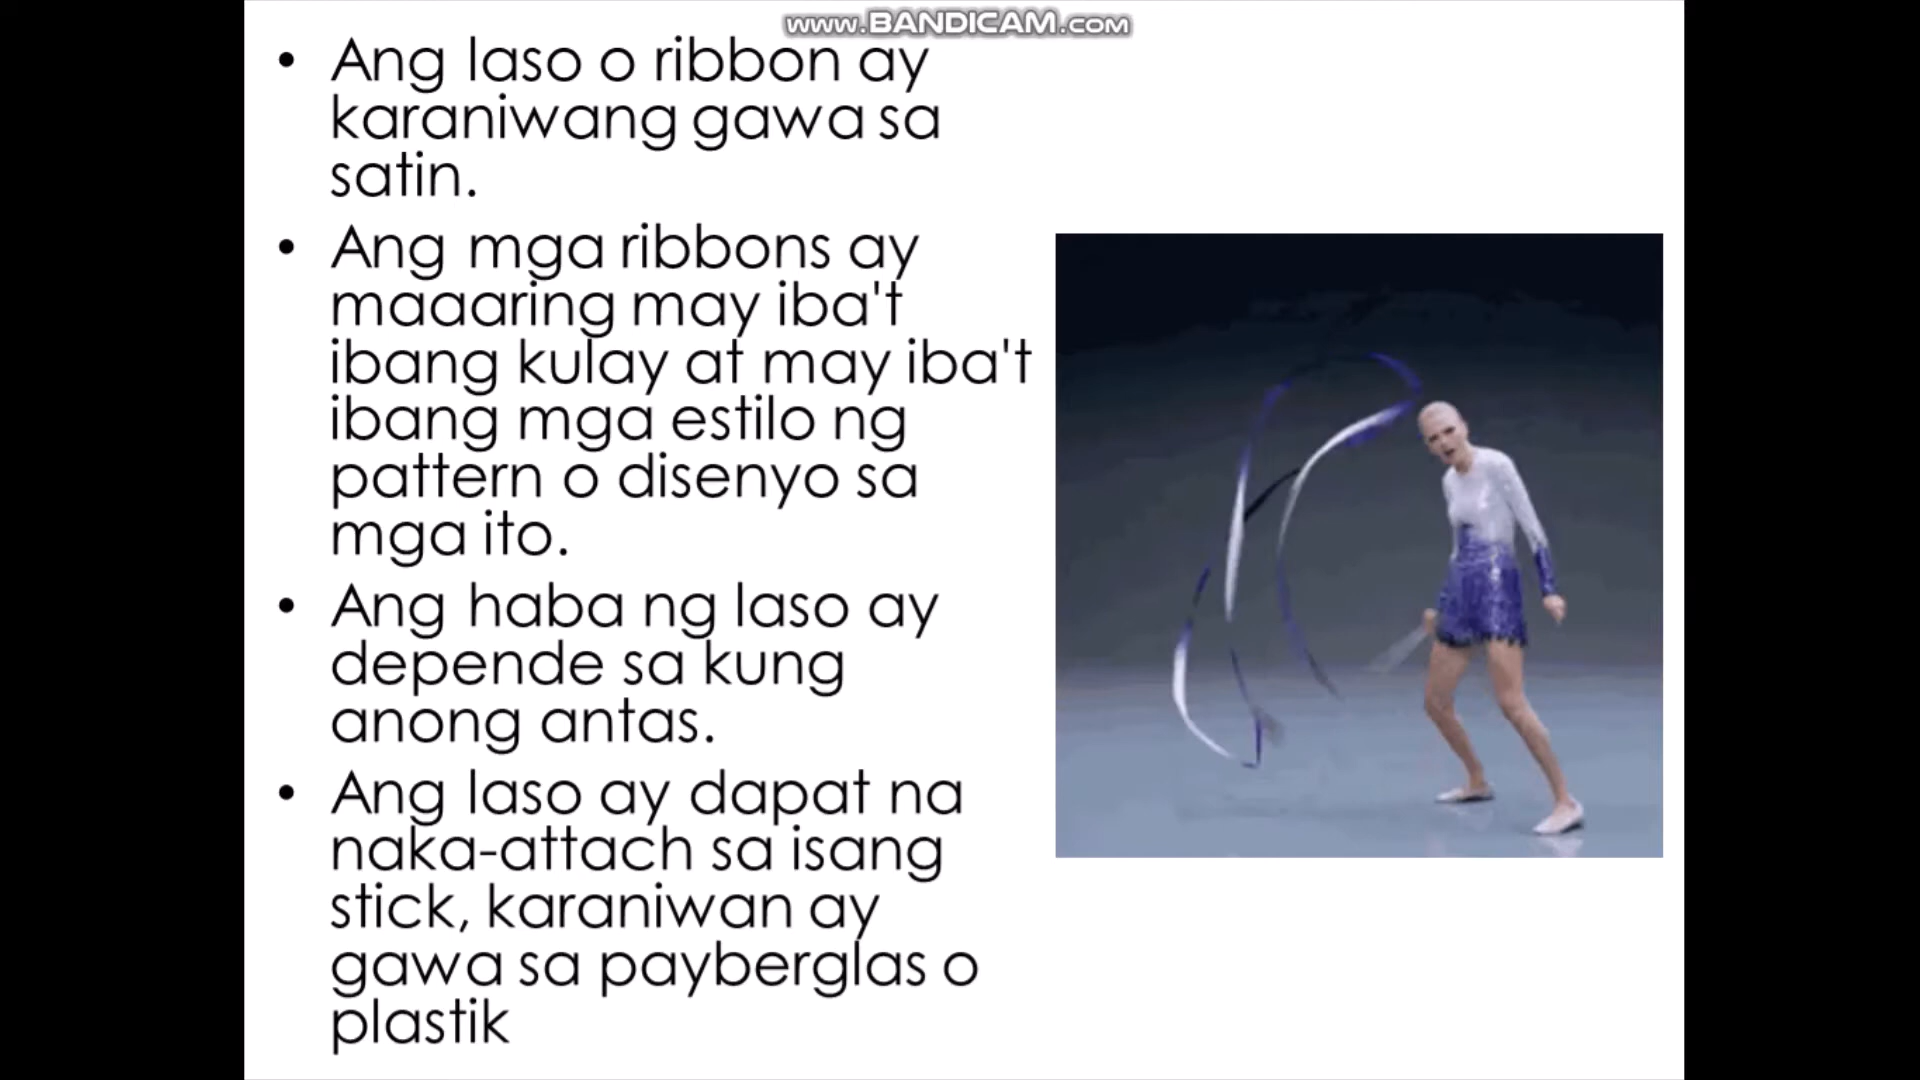 www.BANDICAM.com
• Ang laso o ribbon ay
karaniwang gawa sa
satin.
• Ang mga ribbons ay
maaaring may iba't
ibang kulay at may iba't
ibang mga estilo ng
pattern o disenyo sa
mga ito.
• Ang haba ng laso ay
depende sa kung
anong antas.
• Ang laso ay dapat na
naka-attach sa isang
stick, karaniwan ay
gawa sa payberglas o
plastik